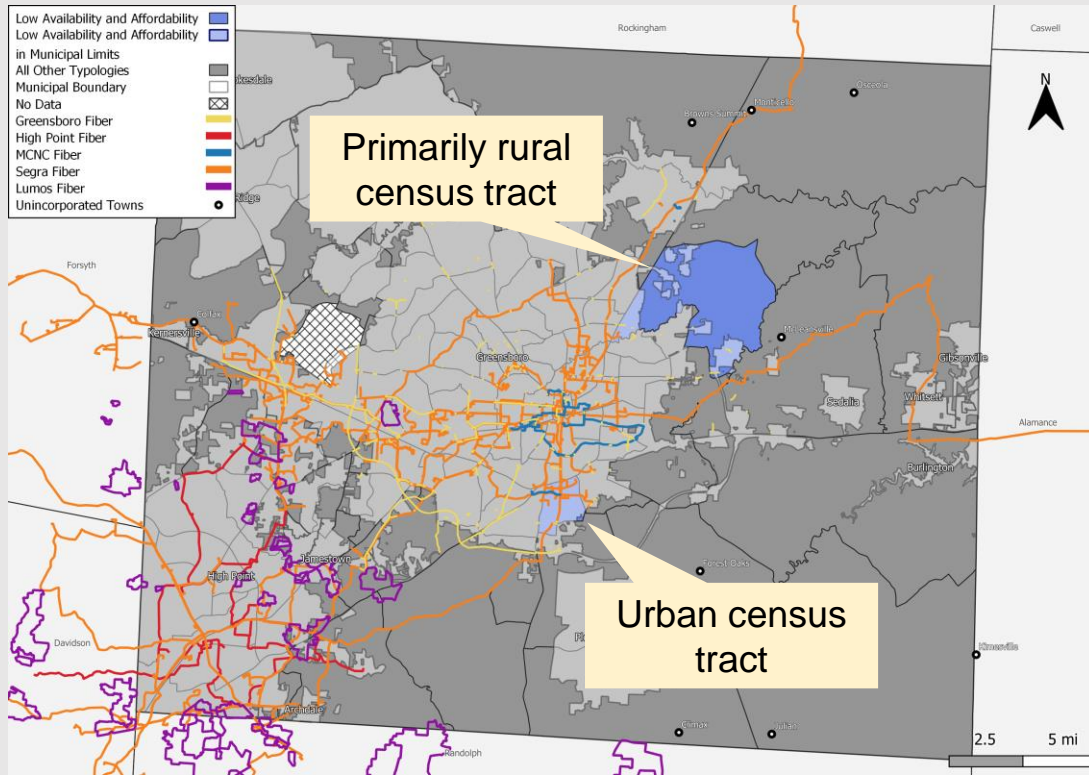 Low Availability and Affordability
Low Availability and Affordability
in Municipal Limits
All Other Typologies
Municipal Boundary
No Data
Greensboro Fiber
High Point Fiber
MCNC Fiber
Segra Fiber
Lumos Fiber
Unincorporated Towns
Rockingham
Caswell
N
Osceola
Monticello
Browns Summit
Primarily rural
census tract
Ridge
Forsyth
Colfax
Kernersville
McLeansville
Greensboro
Gibsonville
Whitsett
Sedalia
Alamance
Burlington
Jamestown
High Point
Forest Oaks
Urban census
tract
Davidson
Kimesville
Archdale
Climax
Julian
Randolph
2.5 5 mi